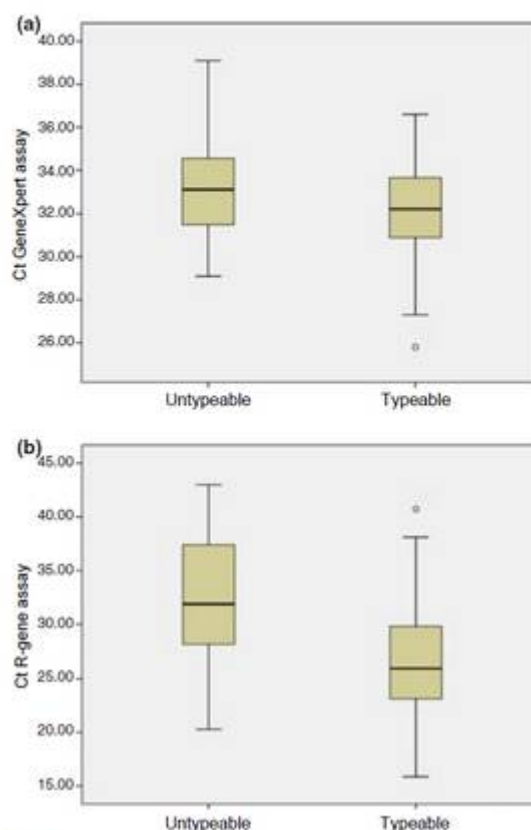 (a)
40.00
38.00
36.00
34.00
32.00
30.00
28.00
26.00
Ct GeneXpert assay
Untypeable Typeable
(b)
45.00
40.00
35.00
30.00
25.00
20.00
15.00
Ct R-gene assay
Untypeable Typeable